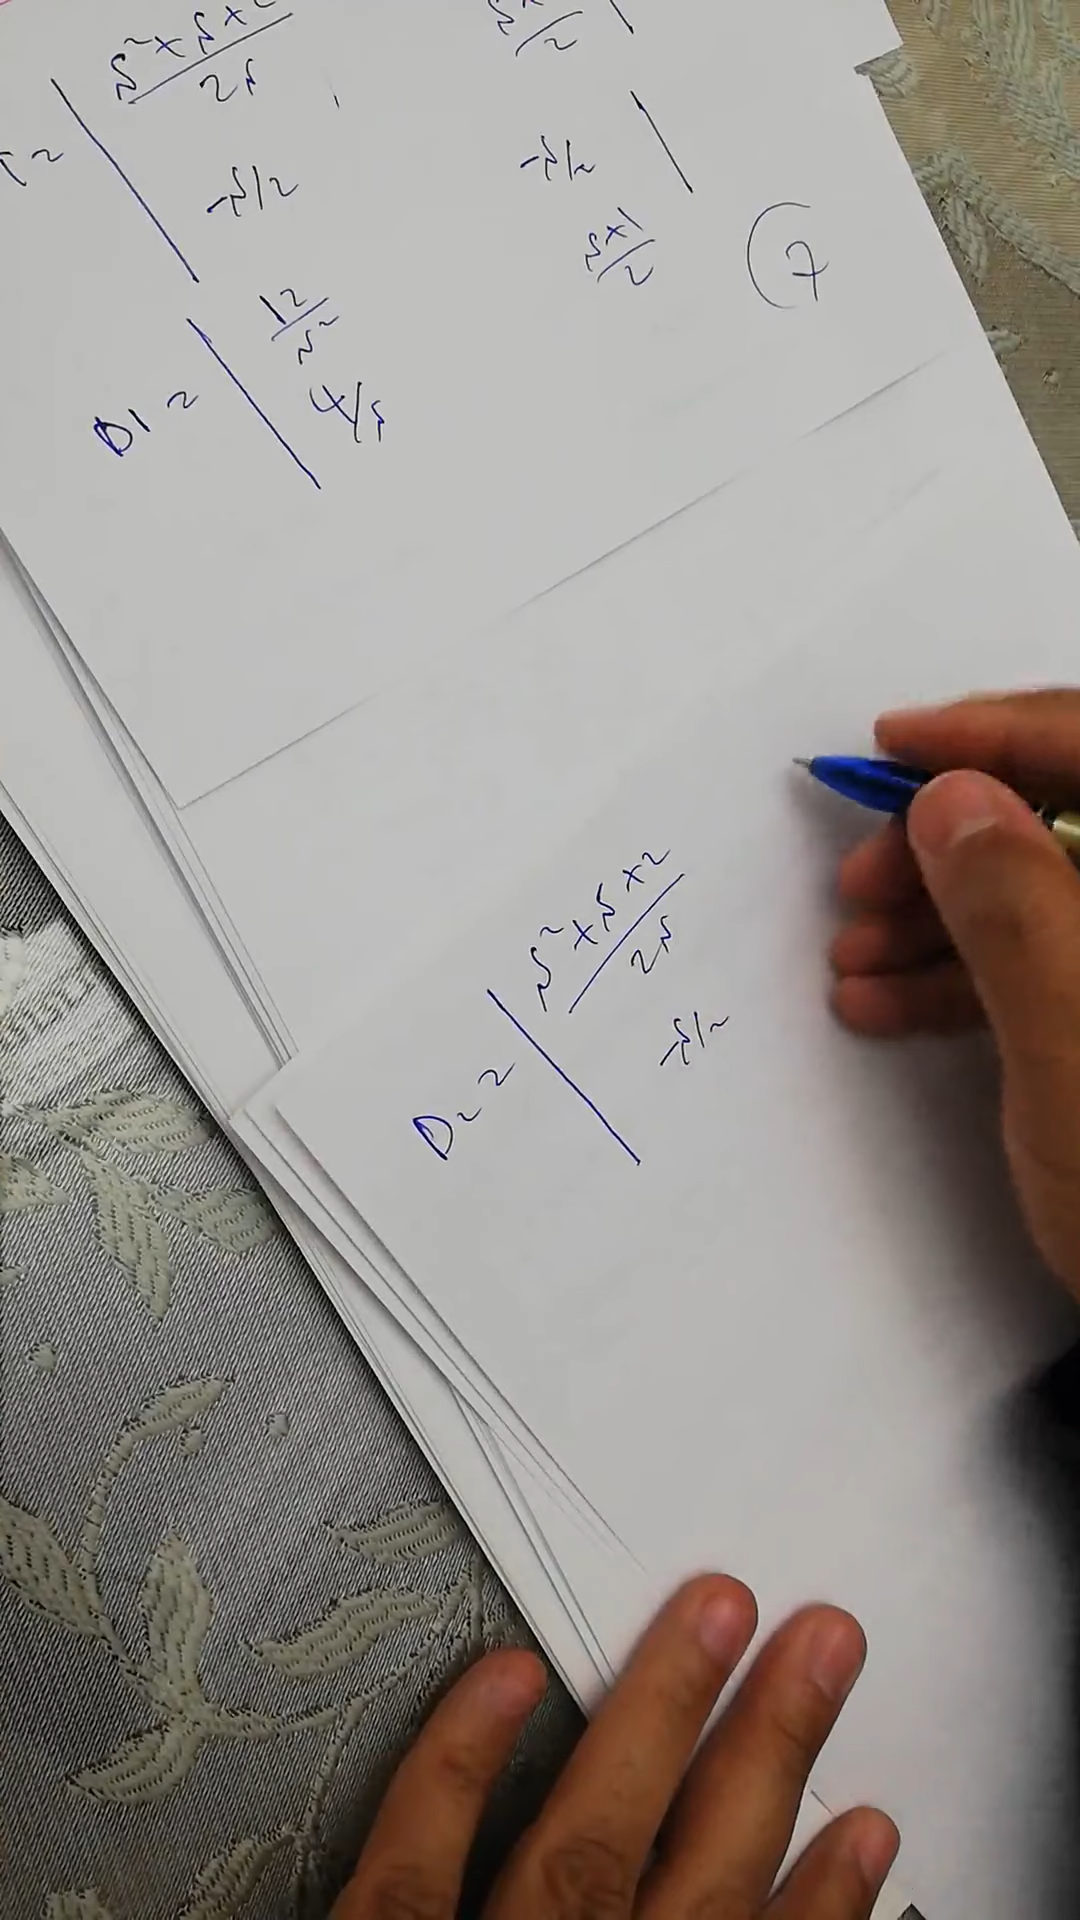 s²+s+2 / 2s
-s/2 -s/2
s+1 / 2
7
D1 = 12/s²
4/s
s²+s+2 / 2s
D2 = -s/2